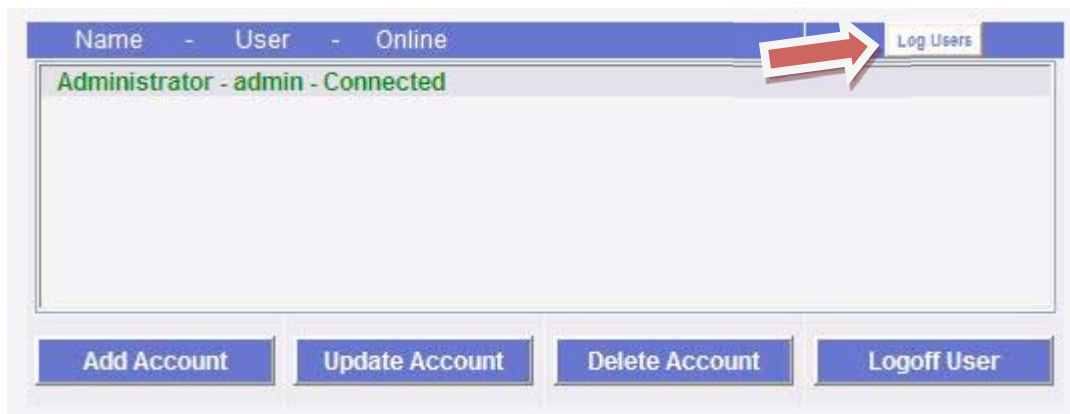 Name - User - Online Log Users
Administrator - admin - Connected
Add Account Update Account Delete Account Logoff User